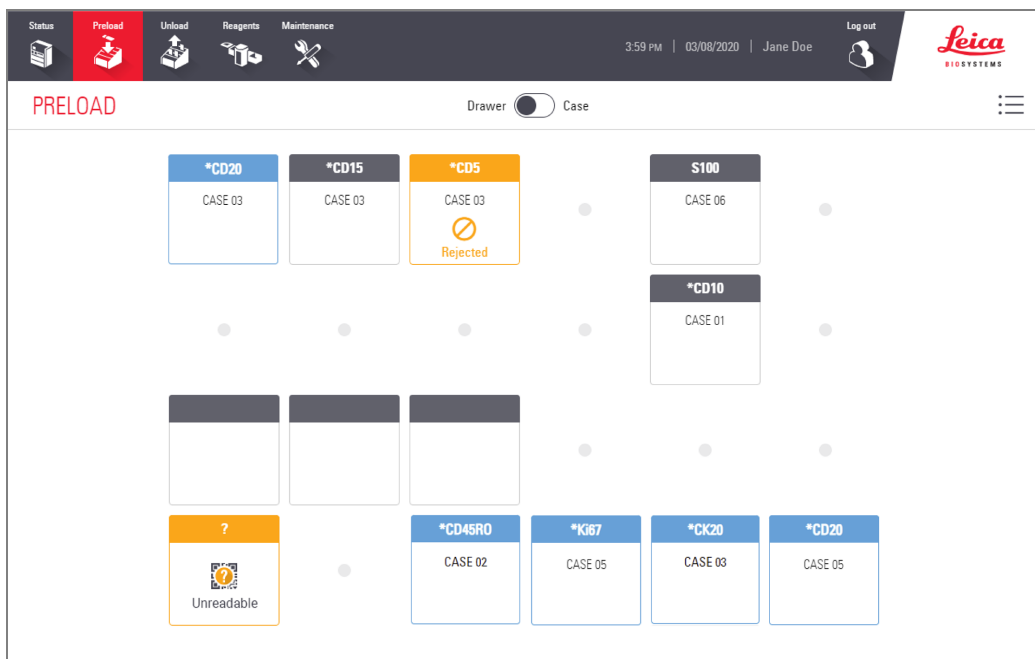 Status Preload Unload Reagents Maintenance Log out
3:59 PM | 03/08/2020 | Jane Doe
Leica
BIOSYSTEMS
PRELOAD
Drawer Case
*CD20 *CD15 *CD5 S100
CASE 03 CASE 03 CASE 03 CASE 06
Rejected
*CD10
CASE 01
? *CD45RO *Ki67 *CK20 *CD20
CASE 02 CASE 05 CASE 03 CASE 05
?
Unreadable